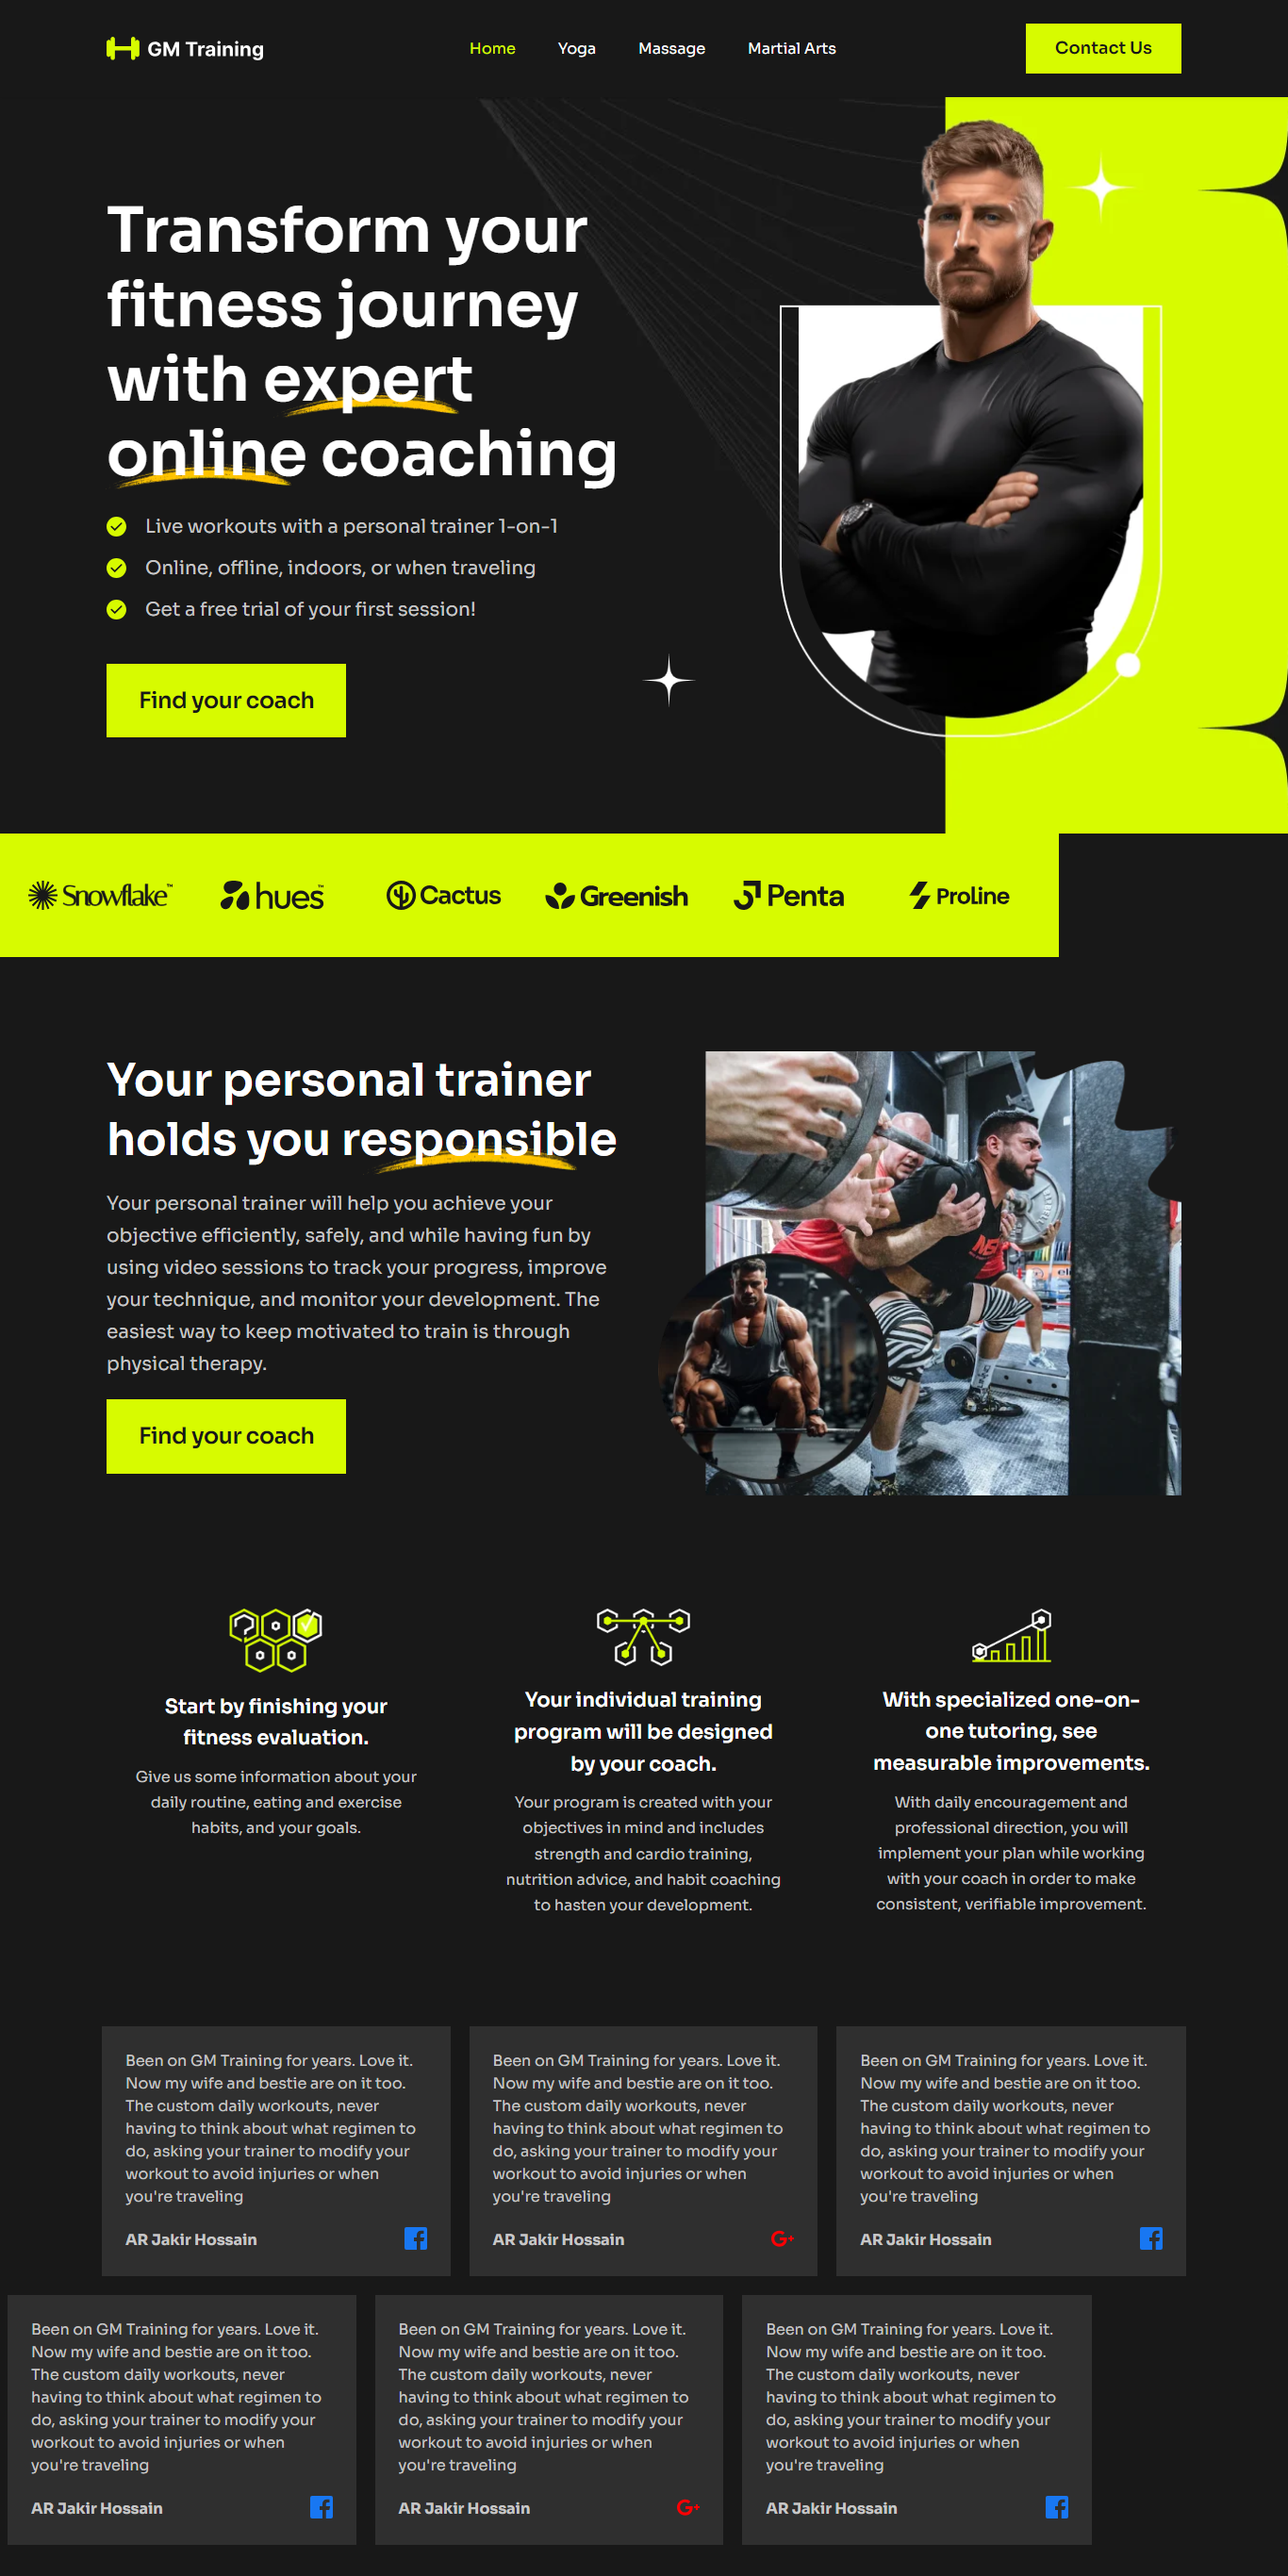 GM Training
Home
Yoga
Massage
Martial Arts
Contact Us
Transform your
fitness journey
with expert
online coaching
Live workouts with a personal trainer 1-on-1
Online, offline, indoors, or when traveling
Get a free trial of your first session!
Find your coach
Snowflake™
hues™
Cactus
Greenish
Penta
Proline
Your personal trainer
holds you responsible
Your personal trainer will help you achieve your
objective efficiently, safely, and while having fun by
using video sessions to track your progress, improve
your technique, and monitor your development. The
easiest way to keep motivated to train is through
physical therapy.
Find your coach
Start by finishing your
fitness evaluation.
Give us some information about your
daily routine, eating and exercise
habits, and your goals.
Your individual training
program will be designed
by your coach.
Your program is created with your
objectives in mind and includes
strength and cardio training,
nutrition advice, and habit coaching
to hasten your development.
With specialized one-on-
one tutoring, see
measurable improvements.
With daily encouragement and
professional direction, you will
implement your plan while working
with your coach in order to make
consistent, verifiable improvement.
Been on GM Training for years. Love it.
Now my wife and bestie are on it too.
The custom daily workouts, never
having to think about what regimen to
do, asking your trainer to modify your
workout to avoid injuries or when
you're traveling
AR Jakir Hossain
Been on GM Training for years. Love it.
Now my wife and bestie are on it too.
The custom daily workouts, never
having to think about what regimen to
do, asking your trainer to modify your
workout to avoid injuries or when
you're traveling
AR Jakir Hossain
G+
Been on GM Training for years. Love it.
Now my wife and bestie are on it too.
The custom daily workouts, never
having to think about what regimen to
do, asking your trainer to modify your
workout to avoid injuries or when
you're traveling
AR Jakir Hossain
Been on GM Training for years. Love it.
Now my wife and bestie are on it too.
The custom daily workouts, never
having to think about what regimen to
do, asking your trainer to modify your
workout to avoid injuries or when
you're traveling
AR Jakir Hossain
Been on GM Training for years. Love it.
Now my wife and bestie are on it too.
The custom daily workouts, never
having to think about what regimen to
do, asking your trainer to modify your
workout to avoid injuries or when
you're traveling
AR Jakir Hossain
G+
Been on GM Training for years. Love it.
Now my wife and bestie are on it too.
The custom daily workouts, never
having to think about what regimen to
do, asking your trainer to modify your
workout to avoid injuries or when
you're traveling
AR Jakir Hossain